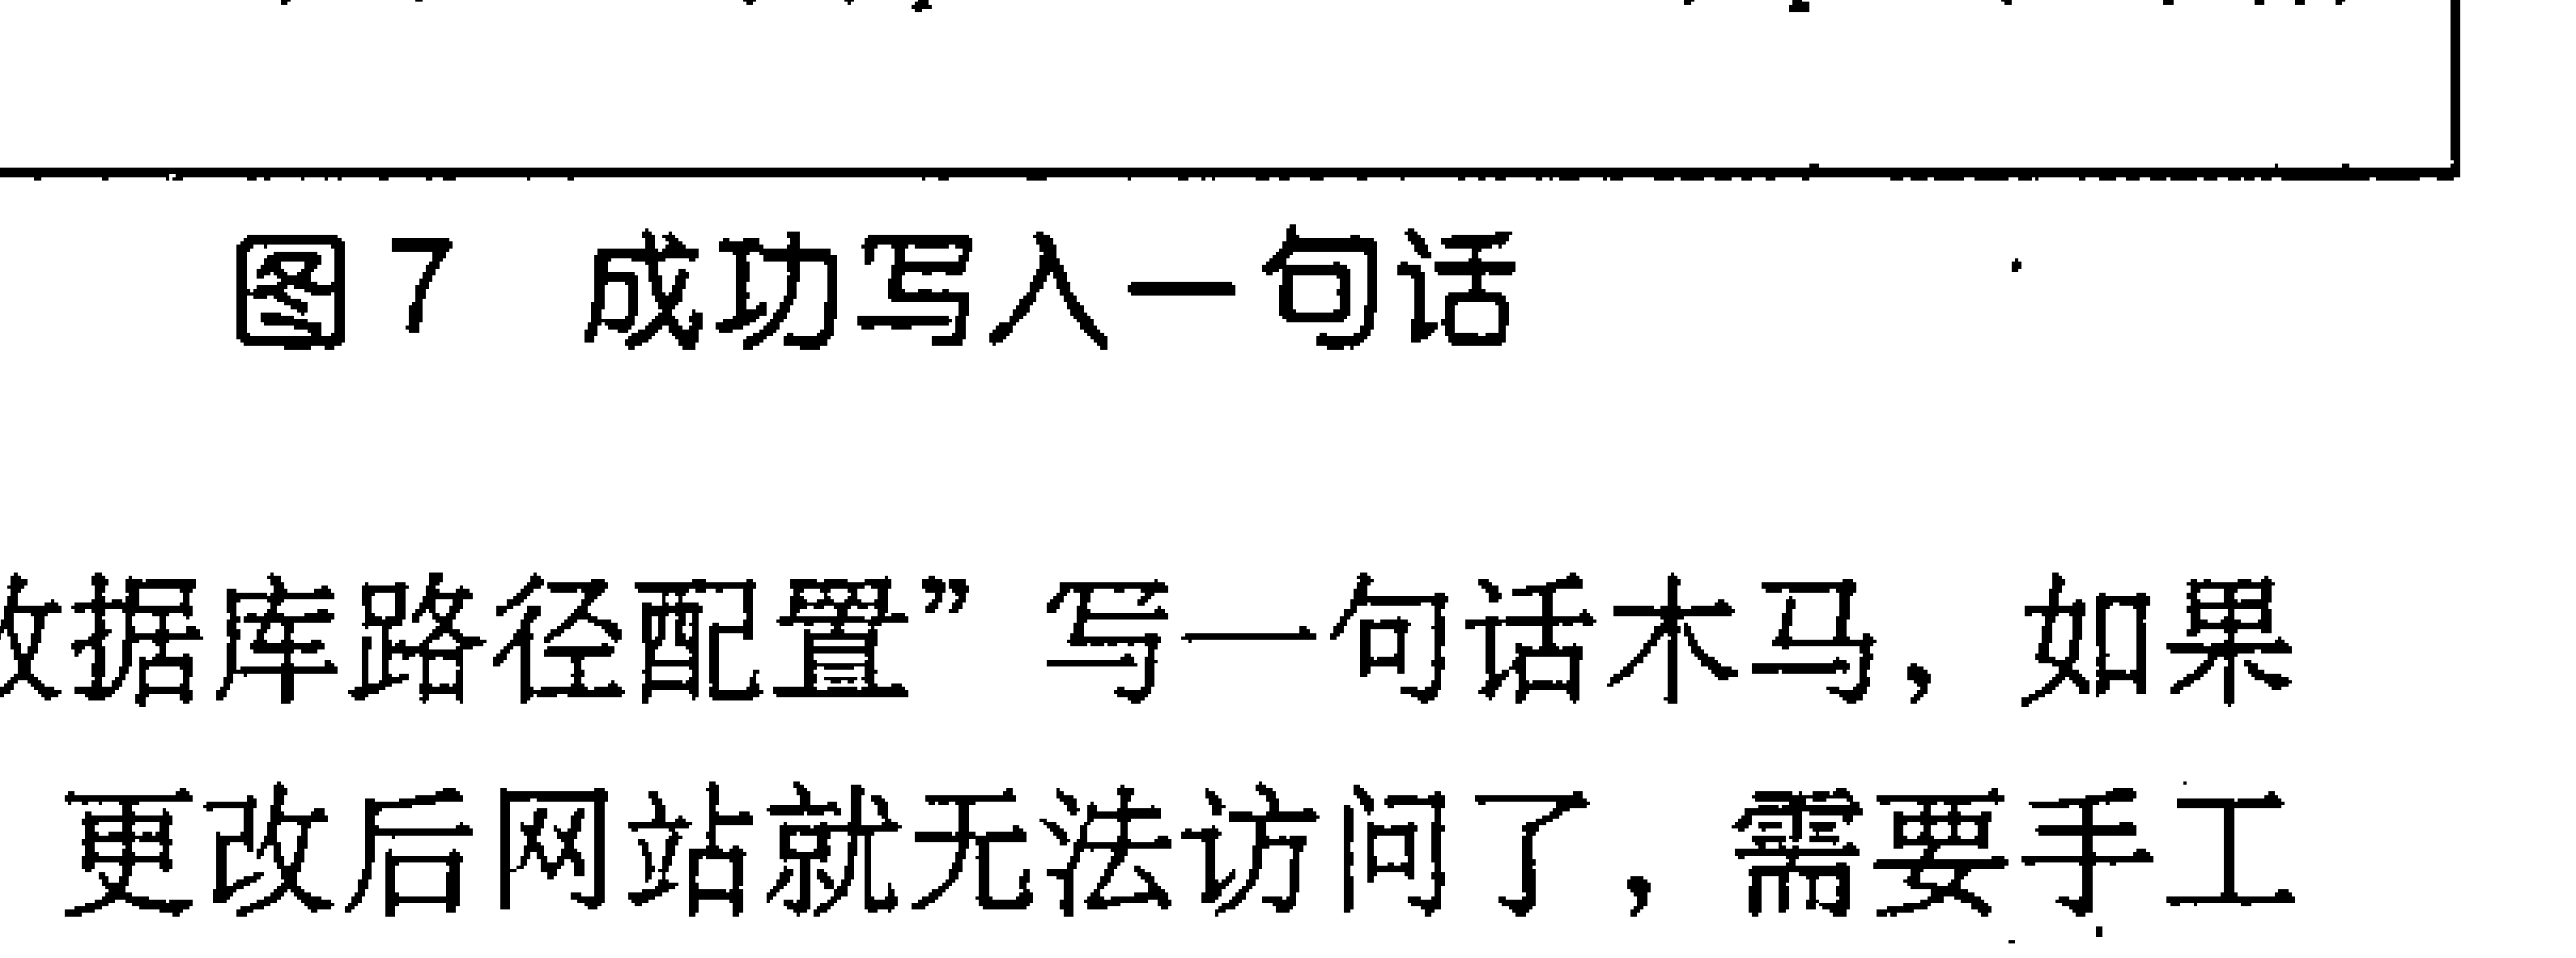 图7 成功写入一句话
据库路径配置” 写一句话木马，如果
更改后网站就无法访问了，需要手工